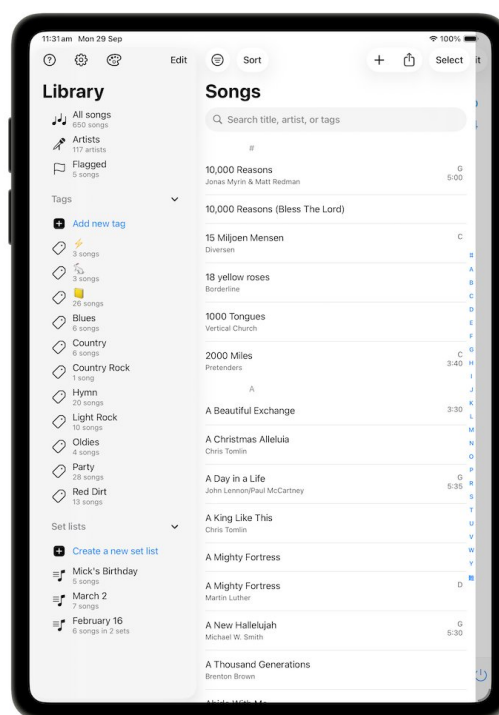 11:31 am Mon 29 Sep
100%
Edit
Sort
Select
it
Library
All songs
650 songs
Artists
117 artists
Flagged
5 songs
Tags
Add new tag
⚡
3 songs
3 songs
📒
26 songs
Blues
6 songs
Country
6 songs
Country Rock
1 song
Hymn
20 songs
Light Rock
10 songs
Oldies
4 songs
Party
28 songs
Red Dirt
13 songs
Set lists
Create a new set list
Mick's Birthday
5 songs
March 2
7 songs
February 16
6 songs in 2 sets
Songs
Search title, artist, or tags
#
10,000 Reasons
G
Jonas Myrin & Matt Redman
5:00
10,000 Reasons (Bless The Lord)
15 Miljoen Mensen
C
Diversen
18 yellow roses
Borderline
1000 Tongues
Vertical Church
2000 Miles
C
Pretenders
3:40
A
A Beautiful Exchange
3:30
A Christmas Alleluia
Chris Tomlin
A Day in a Life
G
John Lennon/Paul McCartney
5:35
A King Like This
Chris Tomlin
A Mighty Fortress
A Mighty Fortress
D
Martin Luther
A New Hallelujah
G
Michael W. Smith
5:30
A Thousand Generations
Brenton Brown
#
A
B
C
D
E
F
G
H
I
J
K
L
M
N
O
P
R
S
T
U
V
W
Y